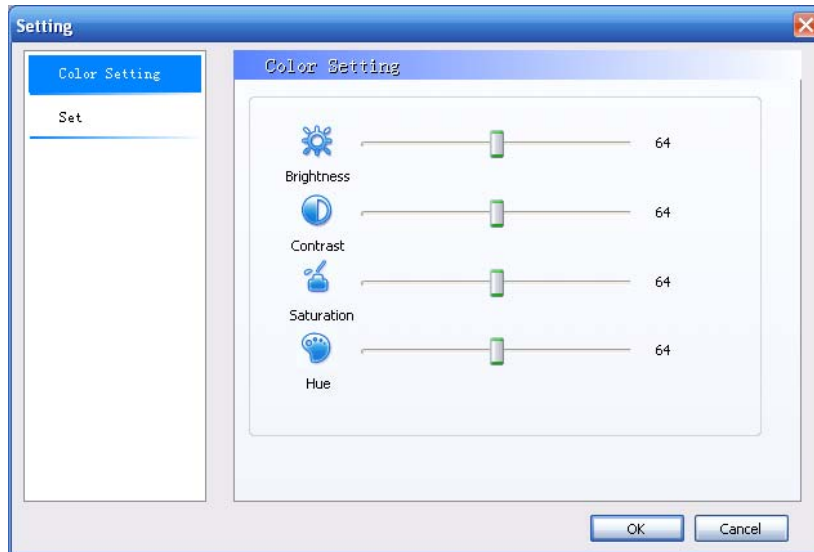 Setting
Color Setting
Set
Color Setting
64
Brightness
64
Contrast
64
Saturation
64
Hue
OK
Cancel